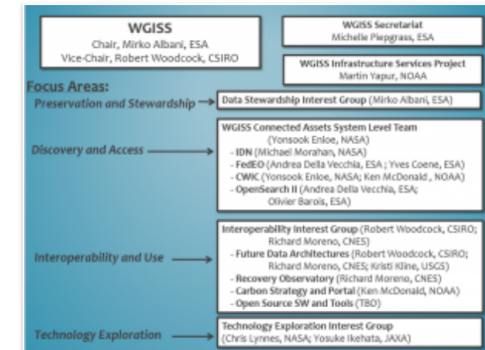 WGISS
Chair, Mirko Albani, ESA
Vice-Chair, Robert Woodcock, CSIRO
WGISS Secretariat
Michelle Piepgrass, ESA
WGISS Infrastructure Services Project
Martin Yapur, NOAA
Focus Areas:
Preservation and Stewardship
Data Stewardship Interest Group (Mirko Albani, ESA)
Discovery and Access
WGISS Connected Assets System Level Team
(Yonsook Enloe, NASA)
- IDN (Michael Morahan, NASA)
- FedEO (Andrea Della Vecchia, ESA ; Yves Coene, ESA)
- CWIC (Yonsook Enloe, NASA; Ken McDonald , NOAA)
- OpenSearch II (Andrea Della Vecchia, ESA;
Olivier Barois, ESA)
Interoperability and Use
Interoperability Interest Group (Robert Woodcock, CSIRO;
Richard Moreno, CNES)
- Future Data Architectures (Robert Woodcock, CSIRO;
Richard Moreno, CNES; Kristi Kline, USGS)
- Recovery Observatory (Richard Moreno, CNES)
- Carbon Strategy and Portal (Ken McDonald, NOAA)
- Open Source SW and Tools (TBD)
Technology Exploration
Technology Exploration Interest Group
(Chris Lynnes, NASA; Yosuke Ikehata, JAXA)